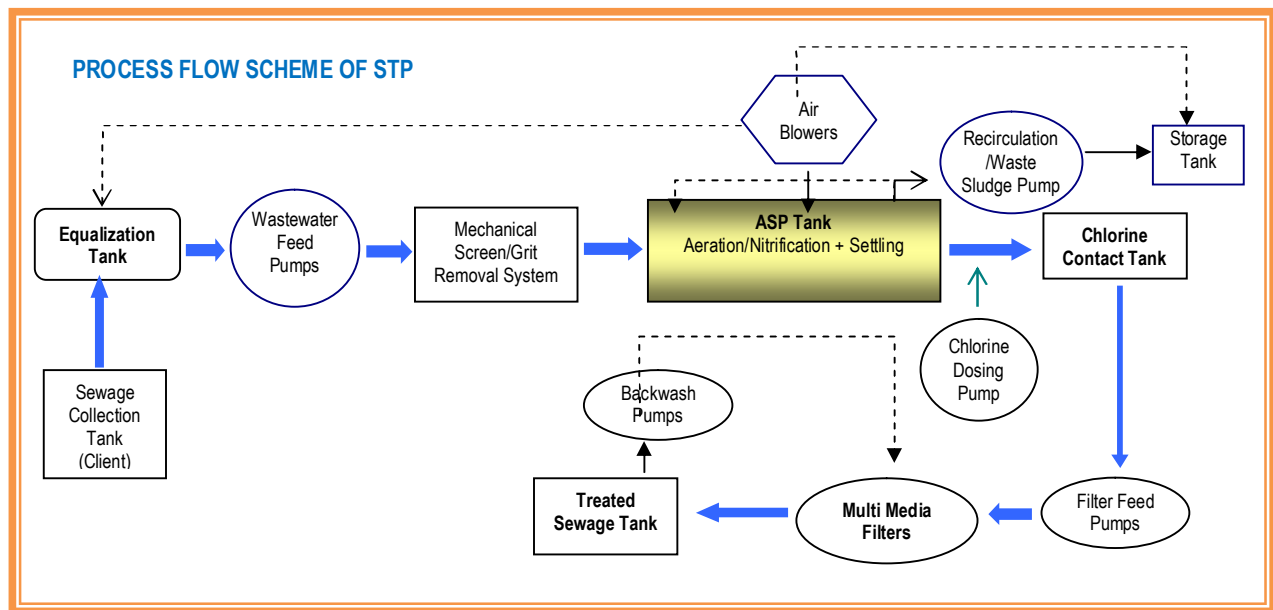 PROCESS FLOW SCHEME OF STP
Air
Blowers
Recirculation
/Waste
Sludge Pump
Storage
Tank
Equalization
Tank
Wastewater
Feed
Pumps
Mechanical
Screen/Grit
Removal System
ASP Tank
Aeration/Nitrification + Settling
Chlorine
Contact Tank
Sewage
Collection
Tank
(Client)
Backwash
Pumps
Chlorine
Dosing
Pump
Treated
Sewage Tank
Multi Media
Filters
Filter Feed
Pumps